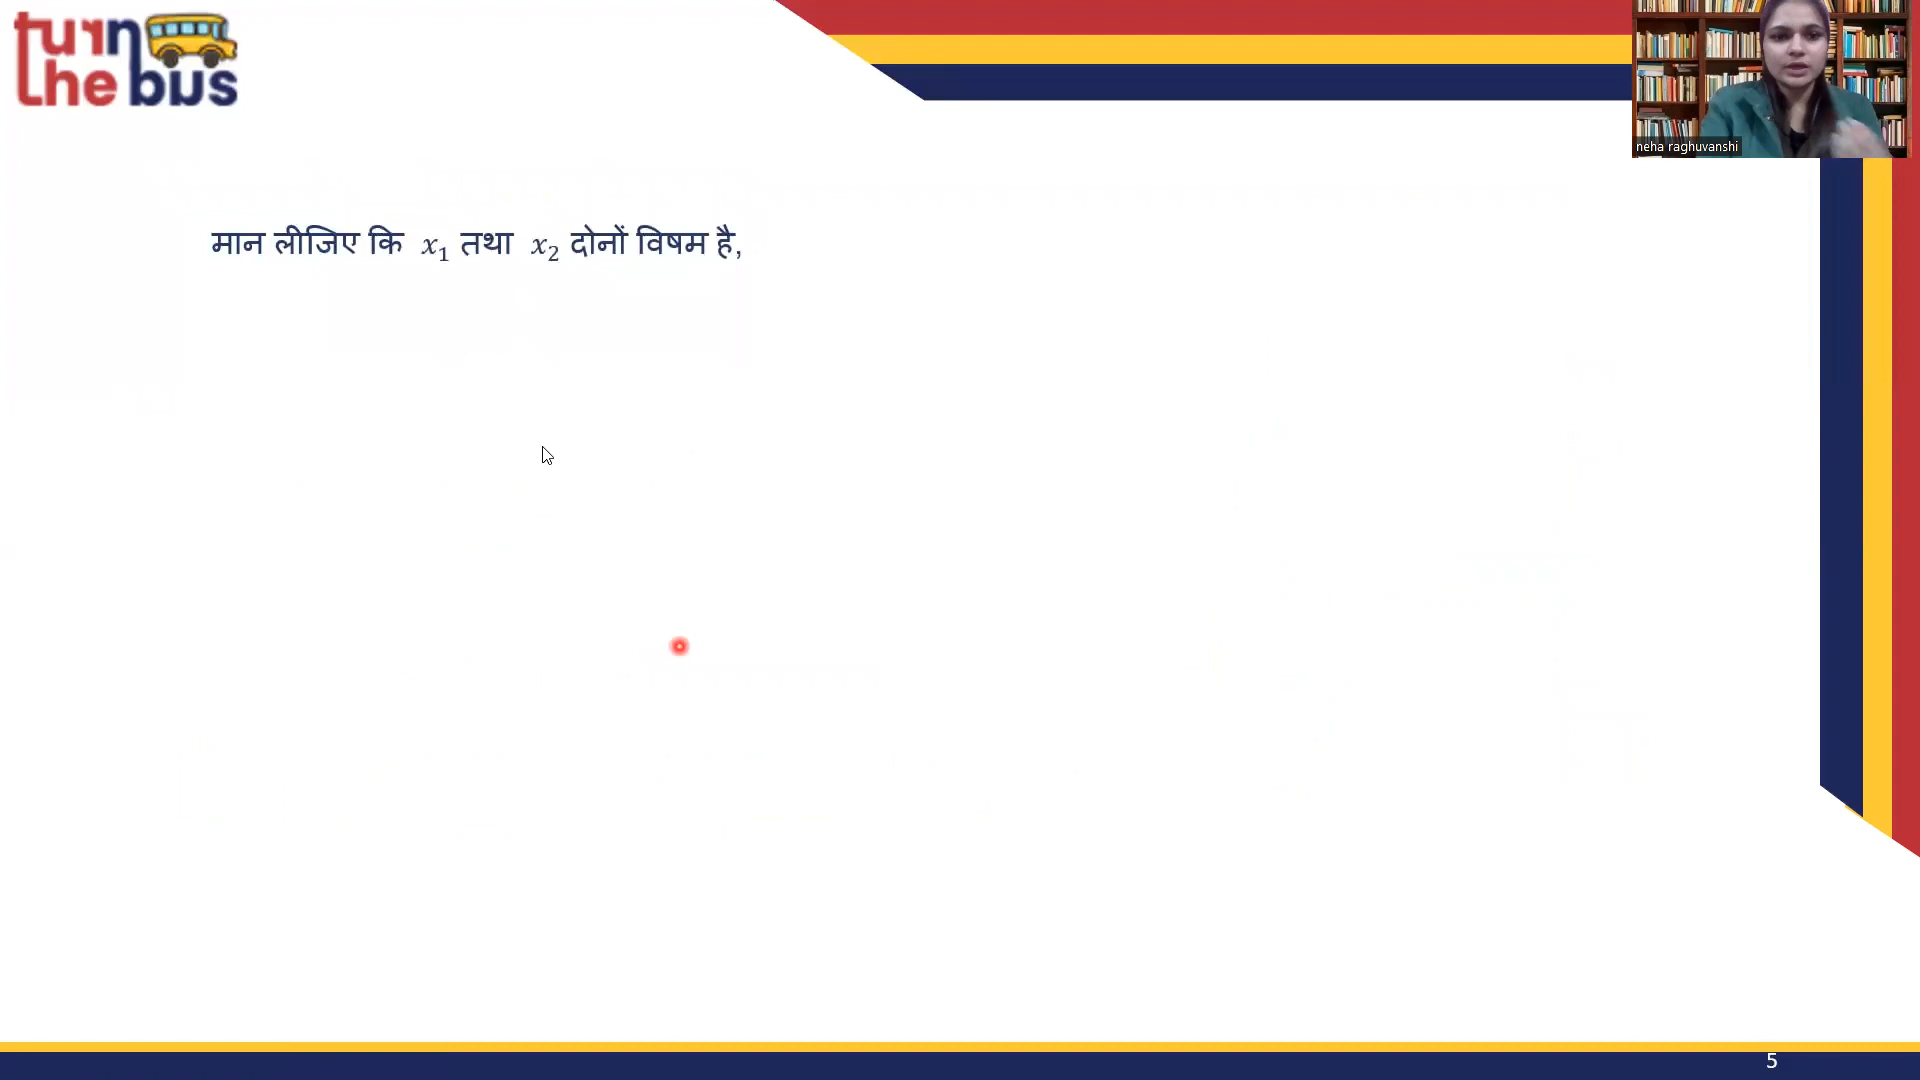 turn
the bus
neha raghuvanshi
मान लीजिए कि x₁ तथा x₂ दोनों विषम है,
5